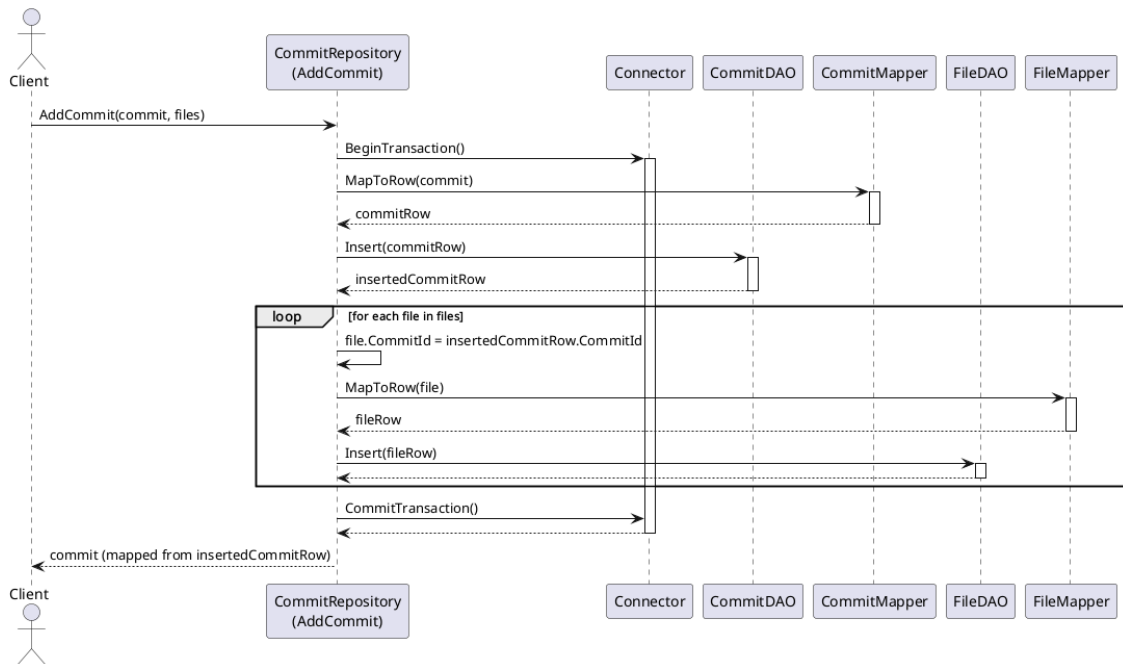 Client
CommitRepository
(AddCommit)
Connector
CommitDAO
CommitMapper
FileDAO
FileMapper
AddCommit(commit, files)
BeginTransaction()
MapToRow(commit)
commitRow
Insert(commitRow)
insertedCommitRow
loop [for each file in files]
file.CommitId = insertedCommitRow.CommitId
MapToRow(file)
fileRow
Insert(fileRow)
CommitTransaction()
commit (mapped from insertedCommitRow)
Client
CommitRepository
(AddCommit)
Connector
CommitDAO
CommitMapper
FileDAO
FileMapper